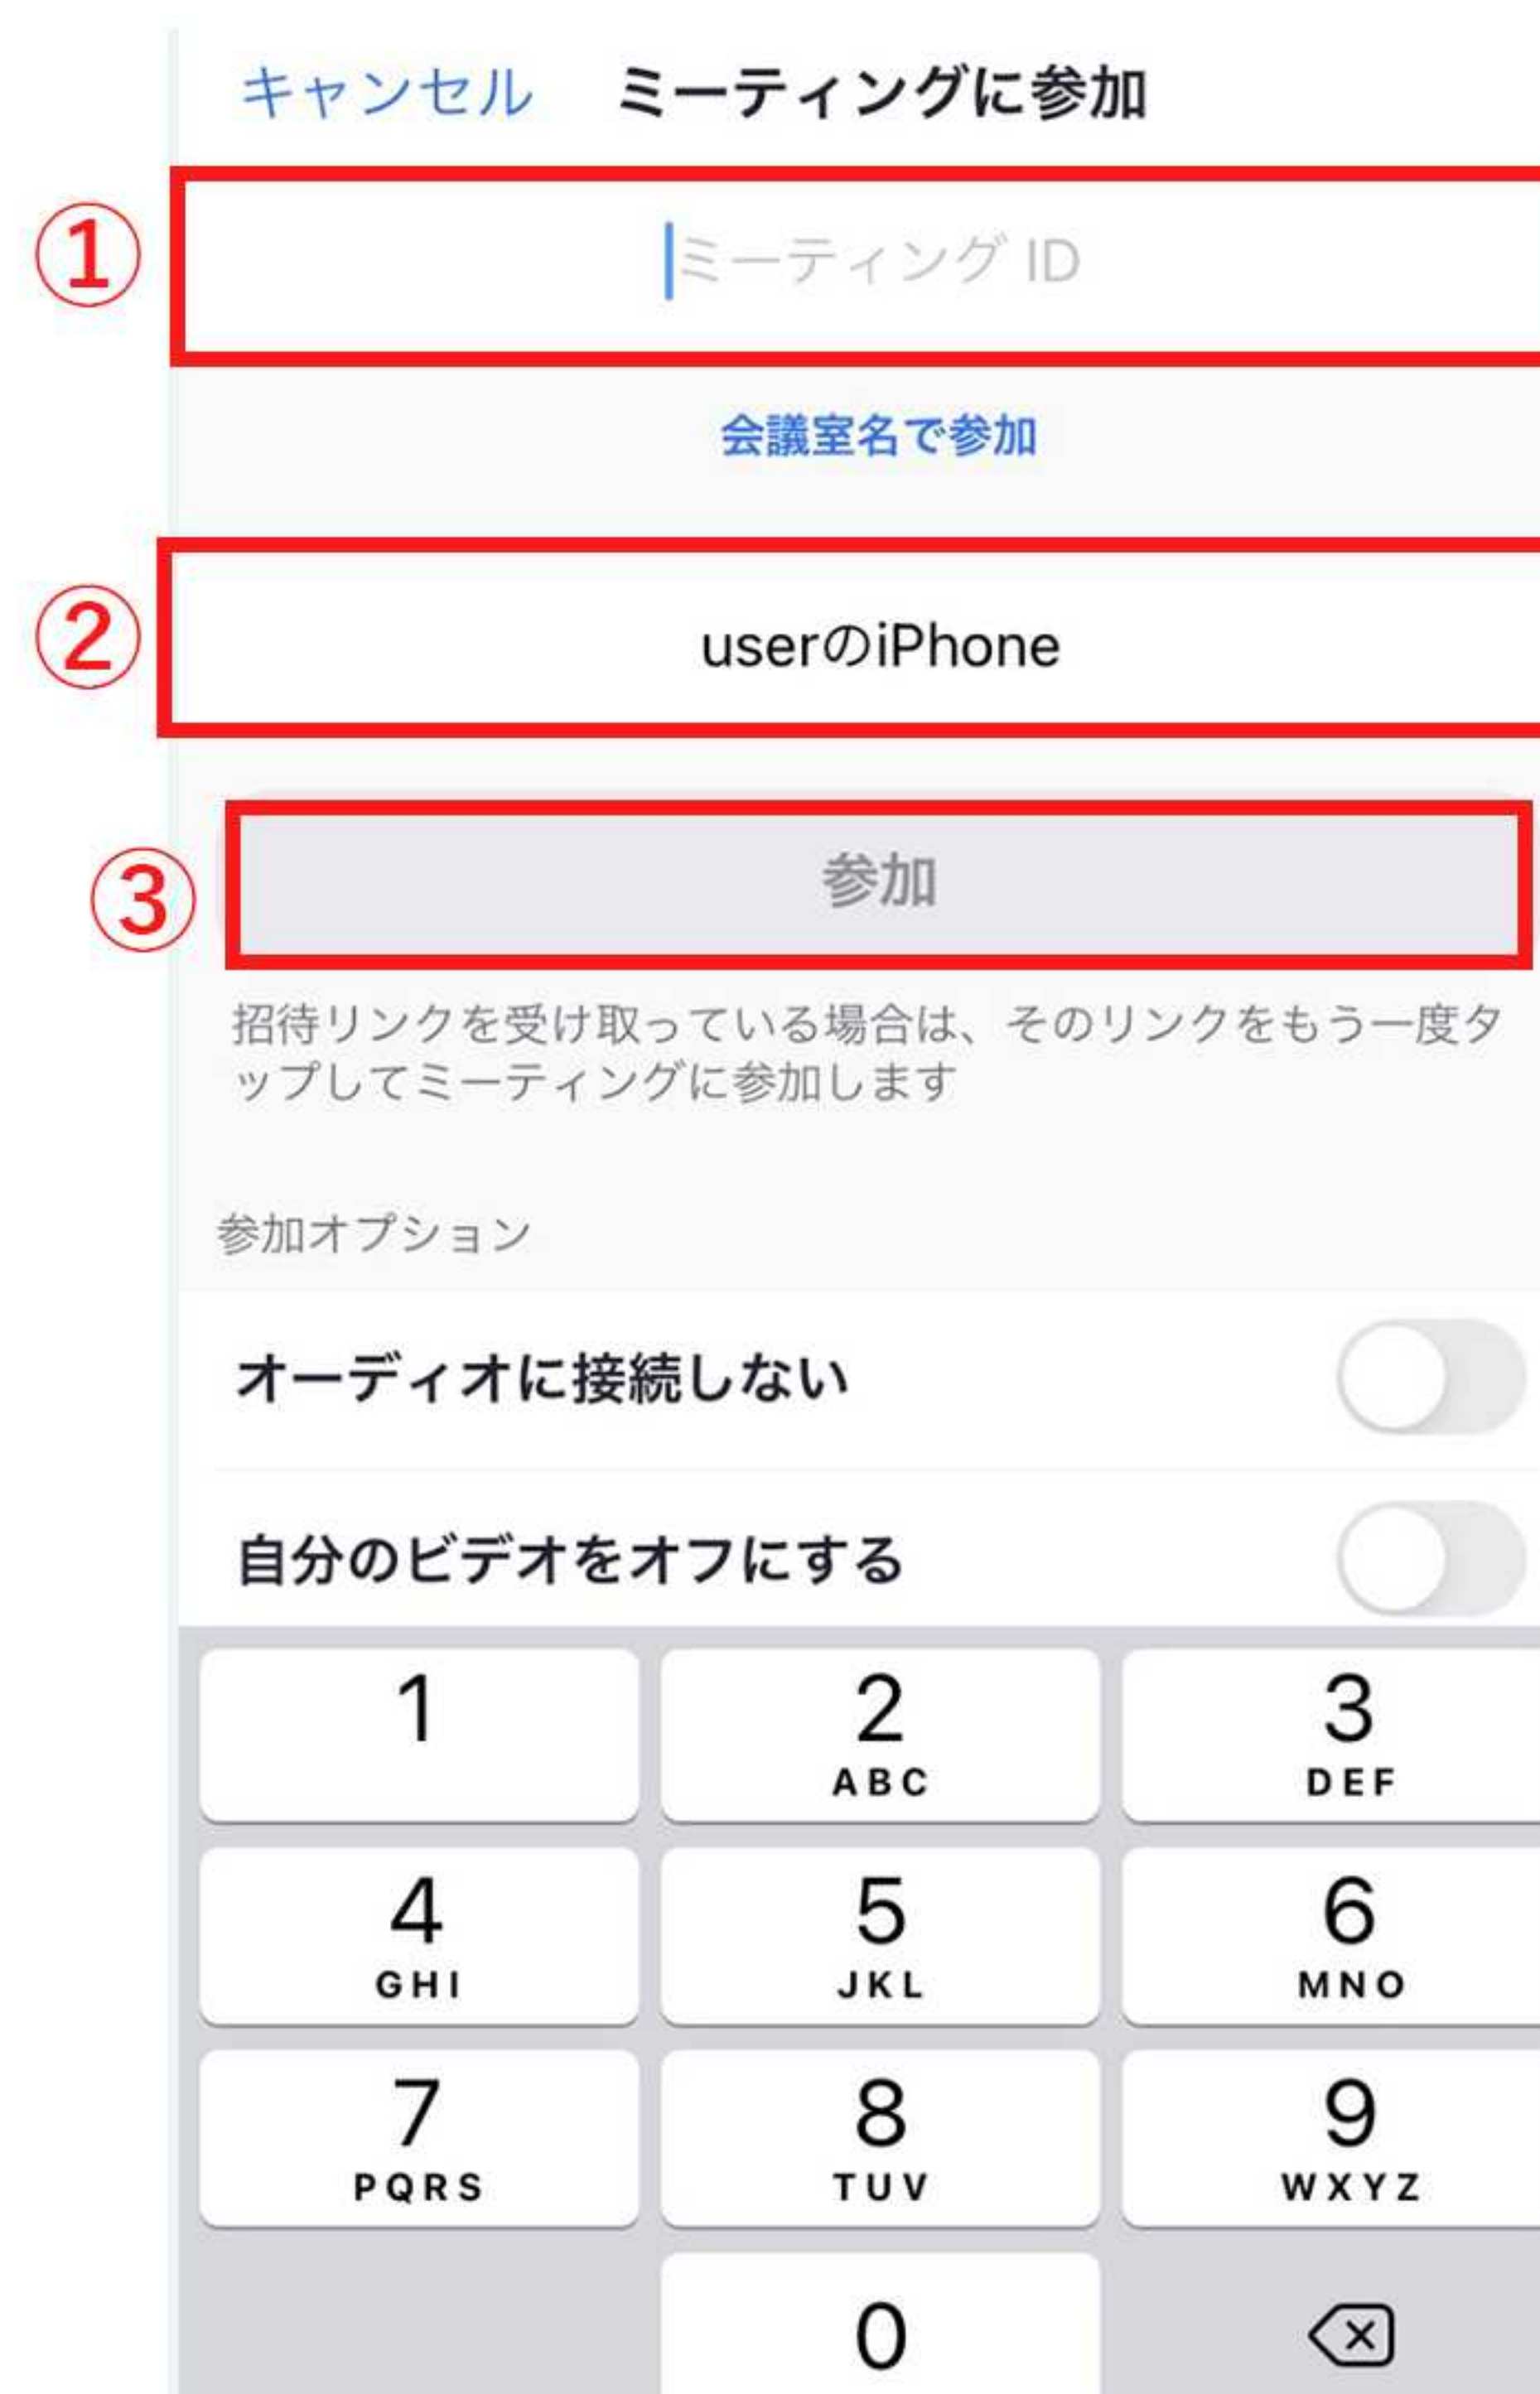 キャンセル ミーティングに参加
①
ミーティング ID
会議室名で参加
②
userのiPhone
③
参加
招待リンクを受け取っている場合は、そのリンクをもう一度タ
ップしてミーティングに参加します
参加オプション
オーディオに接続しない
自分のビデオをオフにする
1 2 3
ABC DEF
4 5 6
GHI JKL MNO
7 8 9
PQRS TUV WXYZ
0